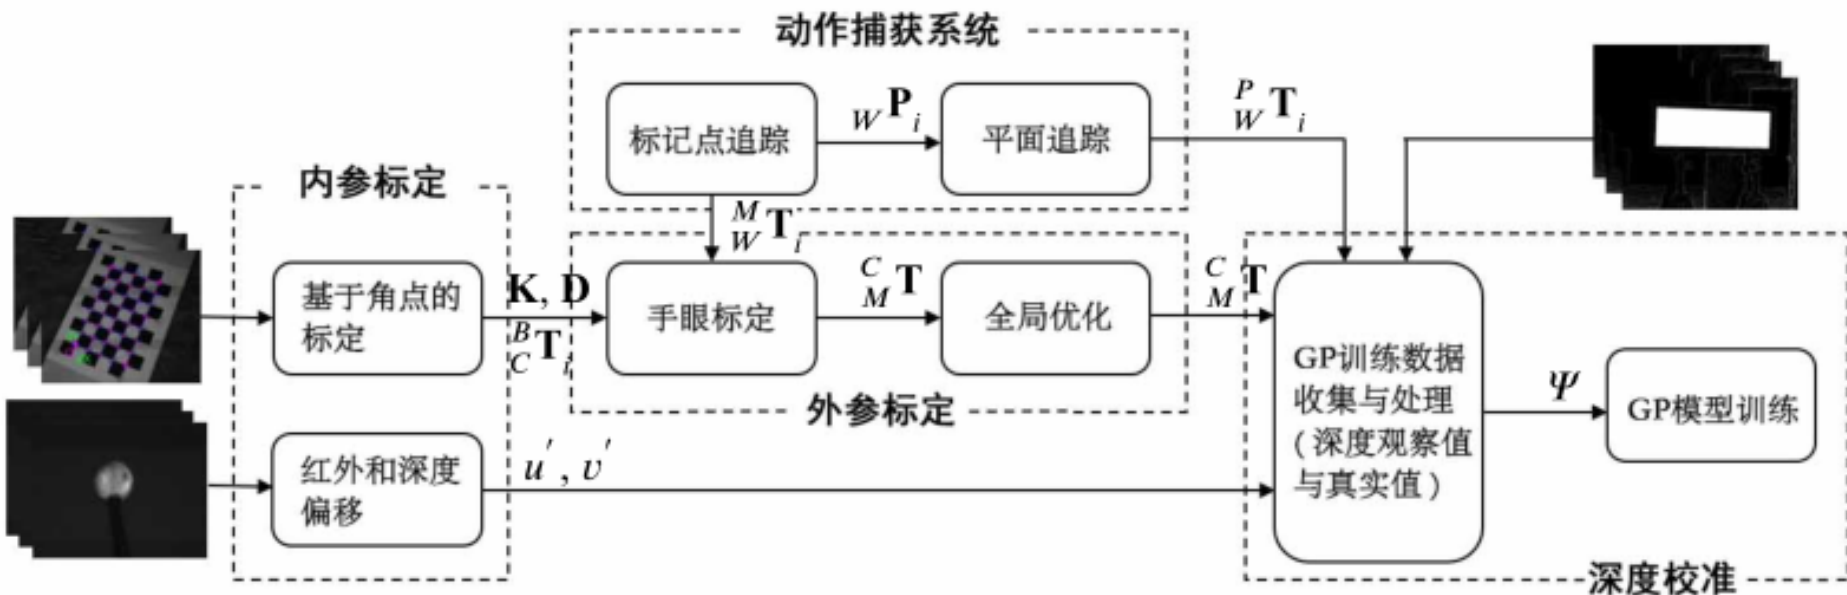 动作捕获系统
标记点追踪
W P i
平面追踪
P W T i
内参标定
M W T i
基于角点的
标定
K, D
B C T i
手眼标定
C M T
全局优化
C M T
外参标定
红外和深度
偏移
u′, v′
GP训练数据
收集与处理
(深度观察值
与真实值)
Ψ
GP模型训练
深度校准